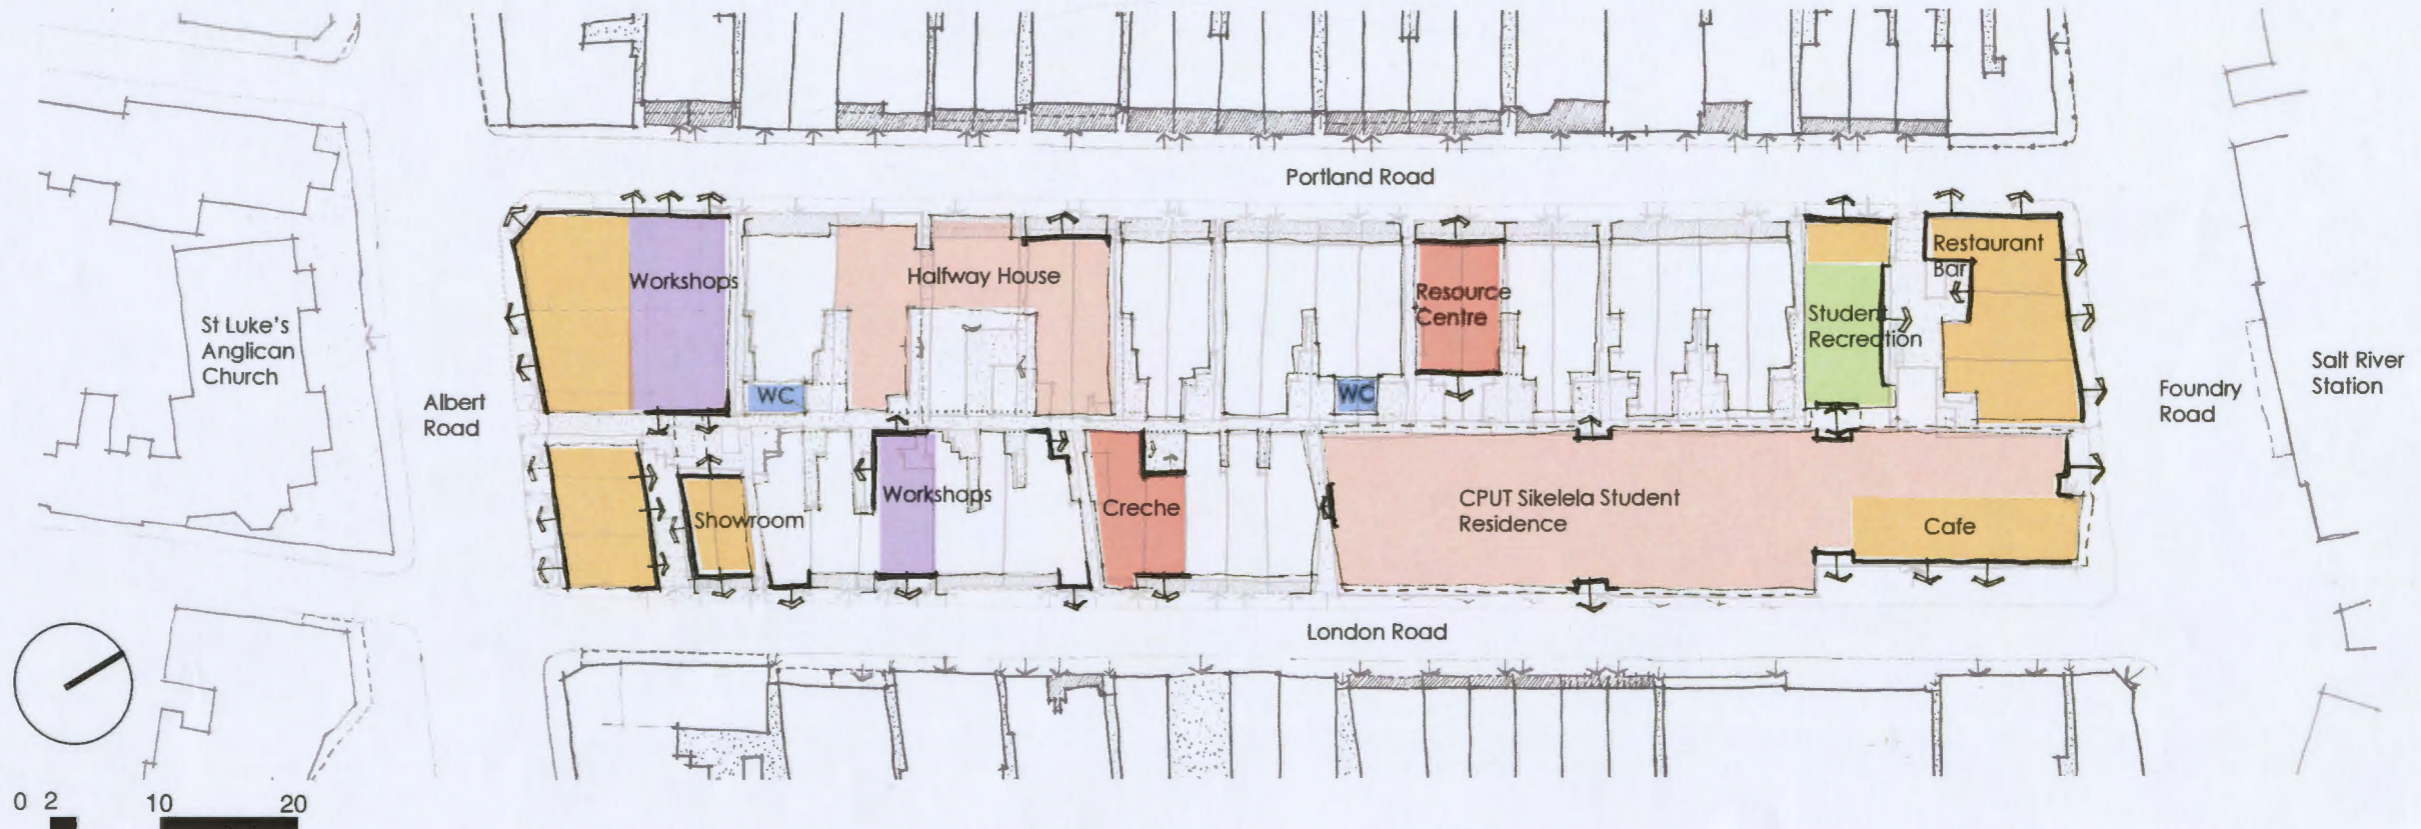 Portland Road
Workshops
Halfway House
Resource
Centre
Student
Recreation
Restaurant
Bar
St Luke's
Anglican
Church
Albert
Road
WC
WC
Foundry
Road
Salt River
Station
Showroom
Workshops
Creche
CPUT Sikelela Student
Residence
Cafe
London Road
0 2 10 20